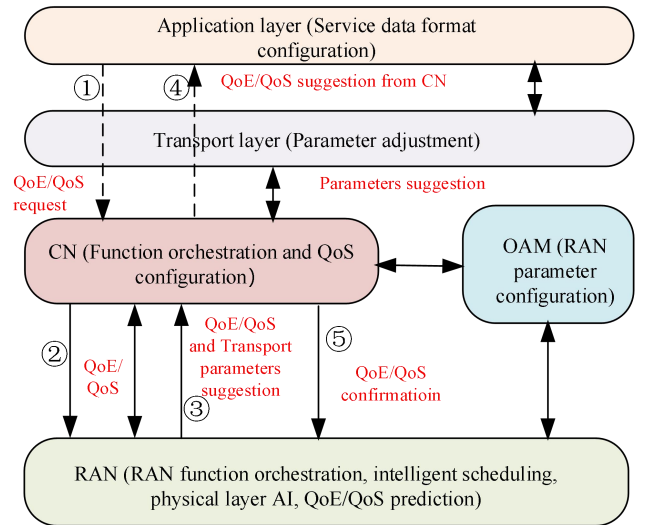 Application layer (Service data format
configuration)
①
④
QoE/QoS suggestion from CN
Transport layer (Parameter adjustment)
QoE/QoS
request
Parameters suggestion
CN (Function orchestration and QoS
configuration)
OAM (RAN
parameter
configuration)
②
QoE/
QoS
QoE/QoS
and Transport
parameters
suggestion
③
⑤
QoE/QoS
confirmatioin
RAN (RAN function orchestration, intelligent scheduling,
physical layer AI, QoE/QoS prediction)